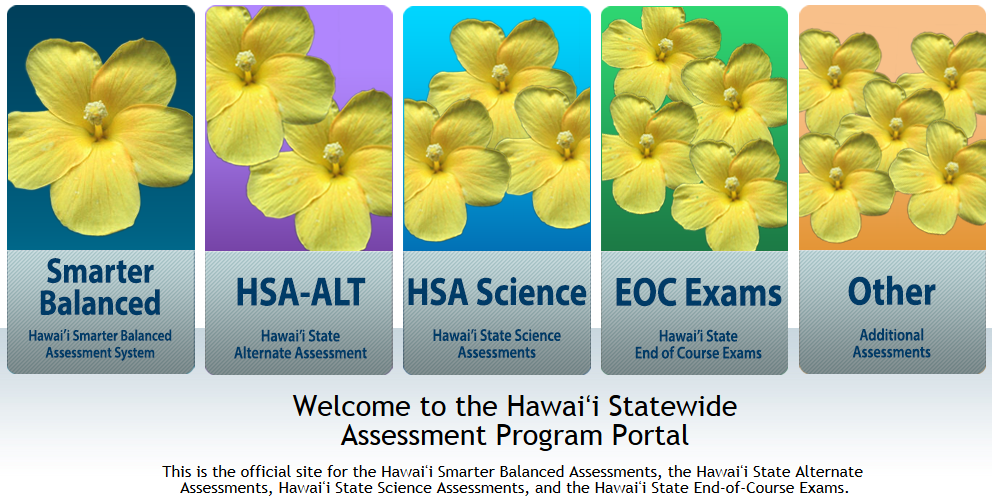 Smarter
Balanced
Hawai‘i Smarter Balanced
Assessment System
HSA-ALT
Hawai‘i State
Alternate Assessment
HSA Science
Hawai‘i State Science
Assessments
EOC Exams
Hawai‘i State
End of Course Exams
Other
Additional
Assessments
Welcome to the Hawai‘i Statewide
Assessment Program Portal
This is the official site for the Hawai‘i Smarter Balanced Assessments, the Hawai‘i State Alternate
Assessments, Hawai‘i State Science Assessments, and the Hawai‘i State End-of-Course Exams.